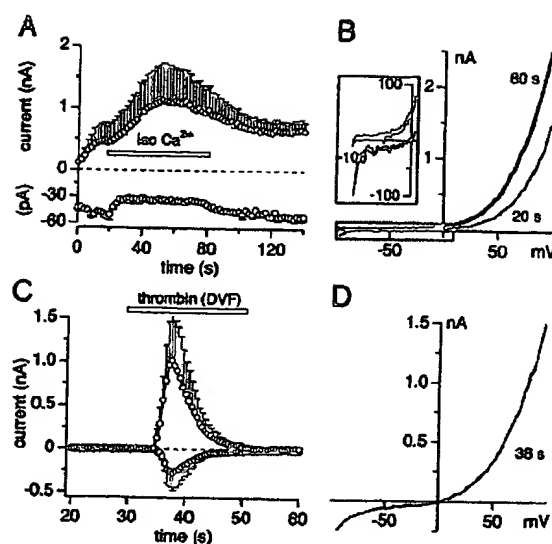 A
current (nA)
2
1
0
Iso Ca2+
(pA)
-30
-60
0
40
80
120
time (s)
B
nA
2
1
60 s
20 s
100
-100
-100
-50
50
mV
C
thrombin (DVF)
current (nA)
1.5
1.0
0.5
0
-0.5
20
30
40
50
60
time (s)
D
nA
1.5
1.0
0.5
38 s
-50
50
mV